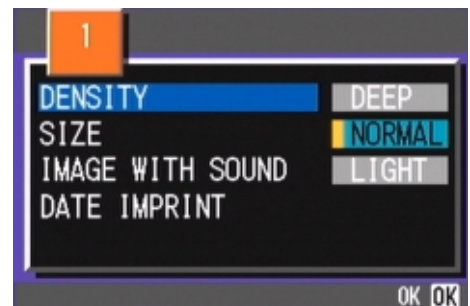 1
DENSITY DEEP
SIZE NORMAL
IMAGE WITH SOUND LIGHT
DATE IMPRINT
OK OK